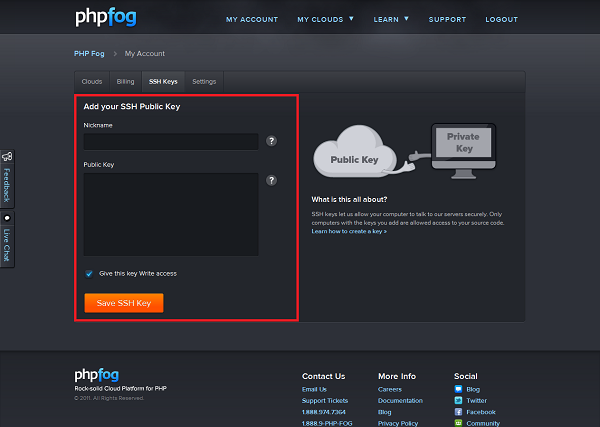 phpfog
MY ACCOUNT MY CLOUDS LEARN SUPPORT LOGOUT
PHP Fog > My Account
Clouds Billing SSH Keys Settings
Add your SSH Public Key
Nickname
?
Public Key
?
Give this key Write access
Save SSH Key
Public Key
Private
Key
What is this all about?
SSH keys let us allow your computer to talk to our servers securely. Only
computers with the keys you add are allowed access to your source code.
Learn how to create a key »
Feedback
Live Chat
phpfog
Rock-solid Cloud Platform for PHP
© 2011. All Rights Reserved.
Contact Us
Email Us
Support Tickets
1.888.974.7364
1.888.9-PHP-FOG
More Info
Careers
Documentation
Blog
Privacy Policy
Social
Blog
Twitter
Facebook
Community